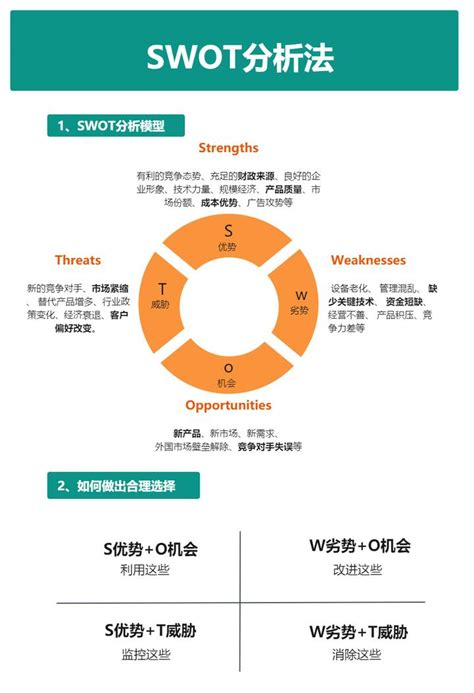 SWOT分析法
1、SWOT分析模型
Strengths
有利的竞争态势、充足的财政来源、良好的企
业形象、技术力量、规模经济、产品质量、市
场份额、成本优势、广告攻势等
S
优势
Threats
新的竞争对手、市场紧缩
、替代产品增多、行业政
策变化、经济衰退、客户
偏好改变。
T
威胁
W
劣势
Weaknesses
设备老化、 管理混乱、 缺
少关键技术、 资金短缺、
经营不善、 产品积压、竞
争力差等
O
机会
Opportunities
新产品、新市场、新需求、
外国市场壁垒解除、竞争对手失误等
2、如何做出合理选择
S优势+O机会
利用这些
W劣势+O机会
改进这些
S优势+T威胁
监控这些
W劣势+T威胁
消除这些